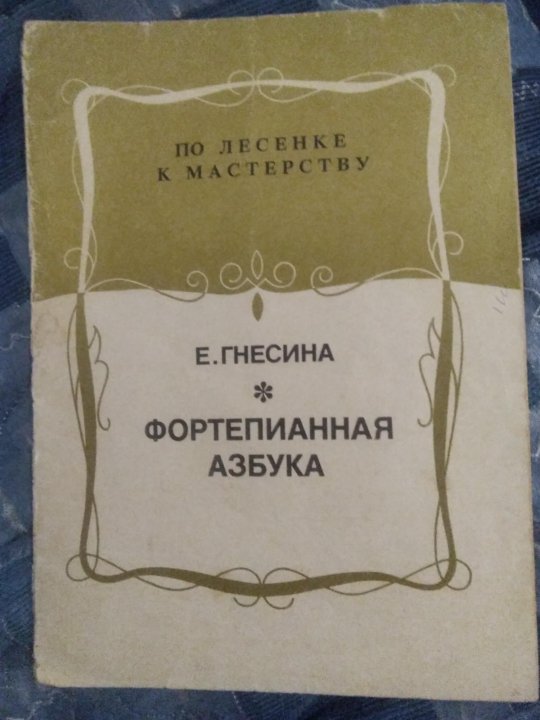 ПО ЛЕСЕНКЕ
К МАСТЕРСТВУ
Е. ГНЕСИНА
*
ФОРТЕПИАННАЯ
АЗБУКА